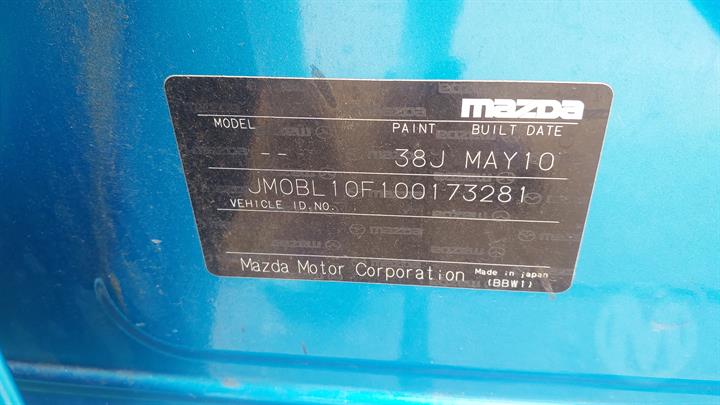 mazda
MODEL PAINT BUILT DATE
-- 38J MAY10
JM0BL10F100173281
VEHICLE ID.NO.
Mazda Motor Corporation Made in japan
(BBW1)